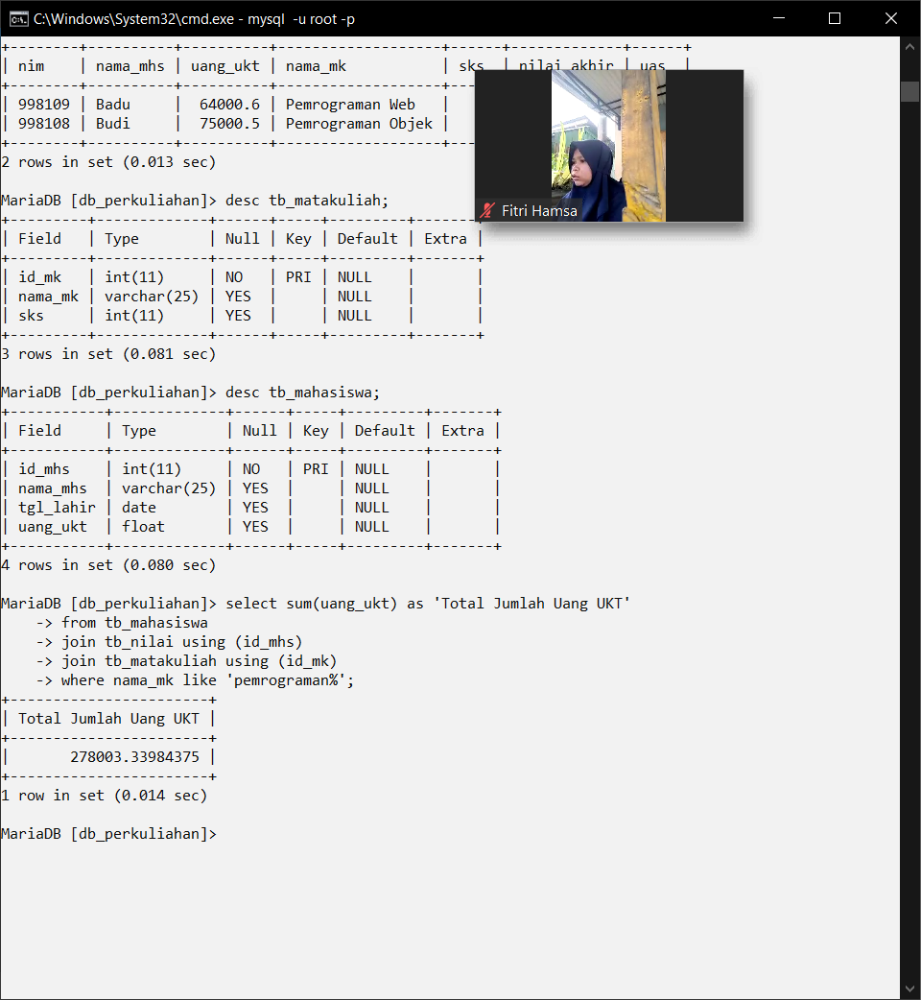 C:\Windows\System32\cmd.exe - mysql  -u root -p
+--------+----------+----------+-------------------+------+-------------+------+
| nim    | nama_mhs | uang_ukt | nama_mk           | sks  | nilai_akhir | uas  |
+--------+----------+----------+-------------------+---
| 998109 | Badu     |  64000.6 | Pemrograman Web   |
| 998108 | Budi     |  75000.5 | Pemrograman Objek |
+--------+----------+----------+-------------------+---
2 rows in set (0.013 sec)
MariaDB [db_perkuliahan]> desc tb_matakuliah;
Fitri Hamsa
+---------+-------------+------+-----+---------+-------+
| Field   | Type        | Null | Key | Default | Extra |
+---------+-------------+------+-----+---------+-------+
| id_mk   | int(11)     | NO   | PRI | NULL    |       |
| nama_mk | varchar(25) | YES  |     | NULL    |       |
| sks     | int(11)     | YES  |     | NULL    |       |
+---------+-------------+------+-----+---------+-------+
3 rows in set (0.081 sec)
MariaDB [db_perkuliahan]> desc tb_mahasiswa;
+-----------+-------------+------+-----+---------+-------+
| Field     | Type        | Null | Key | Default | Extra |
+-----------+-------------+------+-----+---------+-------+
| id_mhs    | int(11)     | NO   | PRI | NULL    |       |
| nama_mhs  | varchar(25) | YES  |     | NULL    |       |
| tgl_lahir | date        | YES  |     | NULL    |       |
| uang_ukt  | float       | YES  |     | NULL    |       |
+-----------+-------------+------+-----+---------+-------+
4 rows in set (0.080 sec)
MariaDB [db_perkuliahan]> select sum(uang_ukt) as 'Total Jumlah Uang UKT'
    -> from tb_mahasiswa
    -> join tb_nilai using (id_mhs)
    -> join tb_matakuliah using (id_mk)
    -> where nama_mk like 'pemrograman%';
+-----------------------+
| Total Jumlah Uang UKT |
+-----------------------+
|       278003.33984375 |
+-----------------------+
1 row in set (0.014 sec)
MariaDB [db_perkuliahan]>